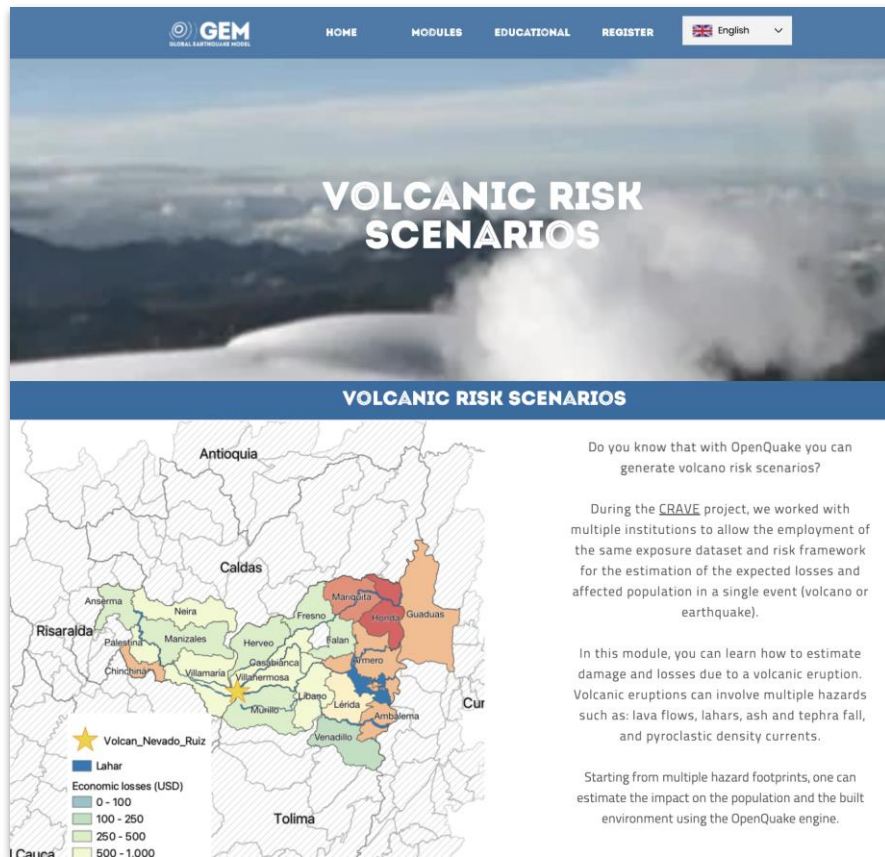 GEM
GLOBAL EARTHQUAKE MODEL
HOME
MODULES
EDUCATIONAL
REGISTER
English
VOLCANIC RISK
SCENARIOS
VOLCANIC RISK SCENARIOS
Antioquia
Caldas
Anserma
Neira
Mariquita
Risaralda
Fresno
Honda
Guaduas
Palestina
Manizales
Herveo
Falan
Chinchiná
Villamaría
Casabianca
Villahermosa
Armero
Murillo
Líbano
Lérida
Ambalema
Cun
Venadillo
Tolima
Volcan_Nevado_Ruiz
Lahar
Economic losses (USD)
0 - 100
100 - 250
250 - 500
500 - 1.000
l Cauca
Do you know that with OpenQuake you can
generate volcano risk scenarios?
During the CRAVE project, we worked with
multiple institutions to allow the employment of
the same exposure dataset and risk framework
for the estimation of the expected losses and
affected population in a single event (volcano or
earthquake).
In this module, you can learn how to estimate
damage and losses due to a volcanic eruption.
Volcanic eruptions can involve multiple hazards
such as: lava flows, lahars, ash and tephra fall,
and pyroclastic density currents.
Starting from multiple hazard footprints, one can
estimate the impact on the population and the built
environment using the OpenQuake engine.